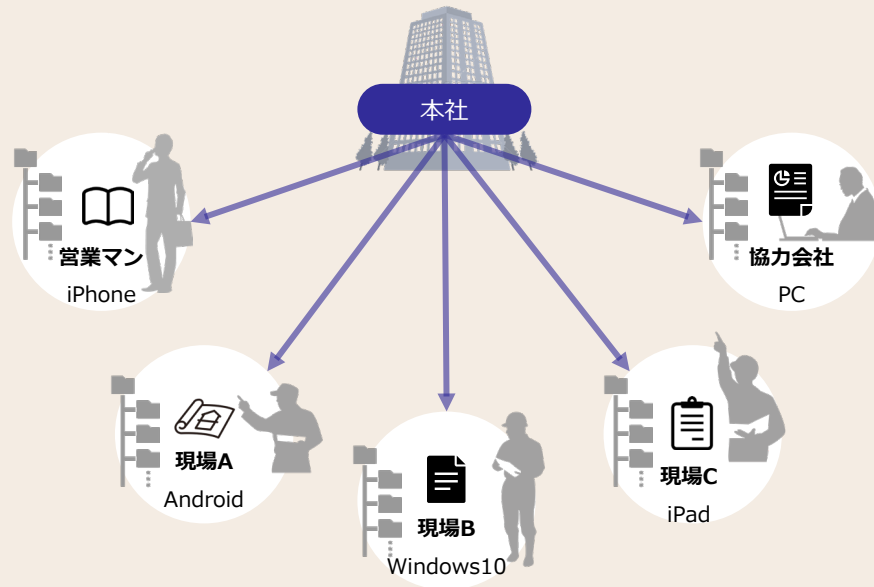 本社
営業マン
iPhone
協力会社
PC
現場A
Android
現場B
Windows10
現場C
iPad